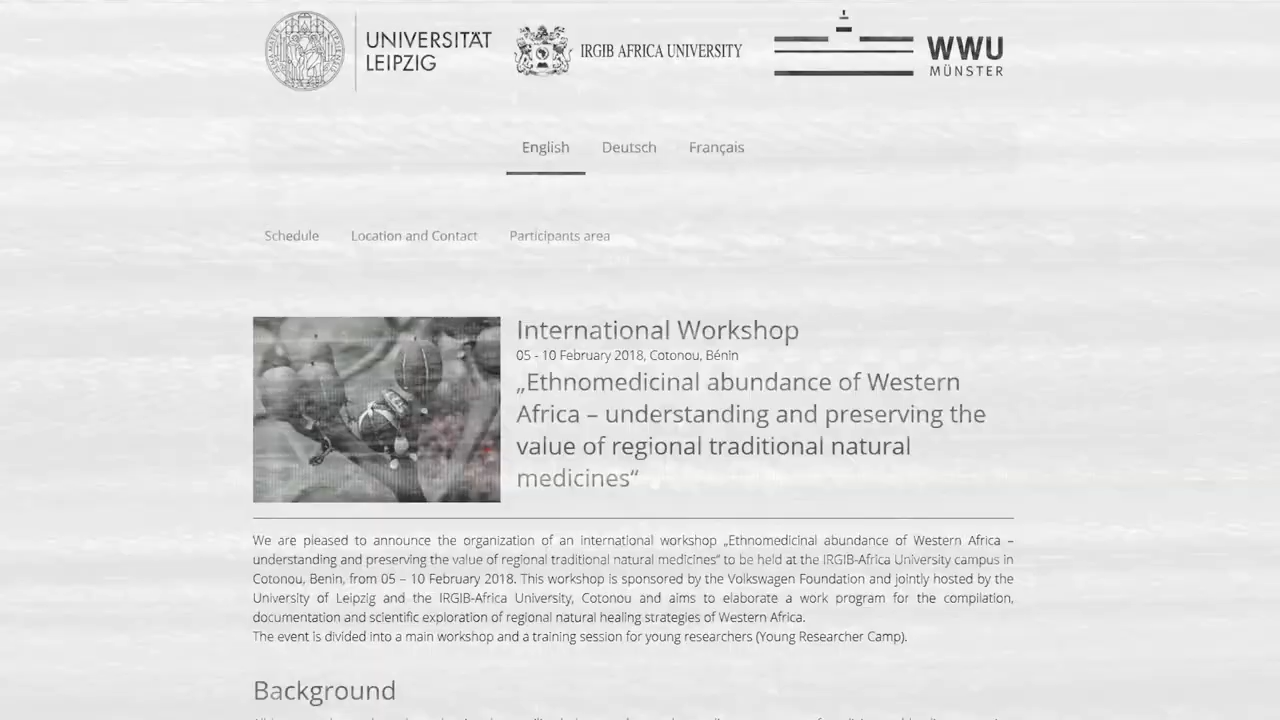 UNIVERSITÄT
LEIPZIG
IRGIB AFRICA UNIVERSITY
WWU
MÜNSTER
English Deutsch Français
Schedule Location and Contact Participants area
International Workshop
05 - 10 February 2018, Cotonou, Bénin
„Ethnomedicinal abundance of Western
Africa – understanding and preserving the
value of regional traditional natural
medicines“
We are pleased to announce the organization of an international workshop „Ethnomedicinal abundance of Western Africa –
understanding and preserving the value of regional traditional natural medicines“ to be held at the IRGIB-Africa University campus in
Cotonou, Benin, from 05 – 10 February 2018. This workshop is sponsored by the Volkswagen Foundation and jointly hosted by the
University of Leipzig and the IRGIB-Africa University, Cotonou and aims to elaborate a work program for the compilation,
documentation and scientific exploration of regional natural healing strategies of Western Africa.
The event is divided into a main workshop and a training session for young researchers (Young Researcher Camp).
Background